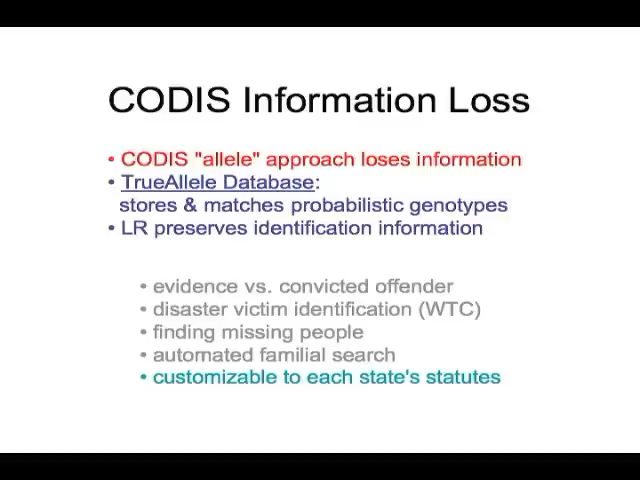 CODIS Information Loss
• CODIS "allele" approach loses information
• TrueAllele Database:
stores & matches probabilistic genotypes
• LR preserves identification information
• evidence vs. convicted offender
• disaster victim identification (WTC)
• finding missing people
• automated familial search
• customizable to each state's statutes